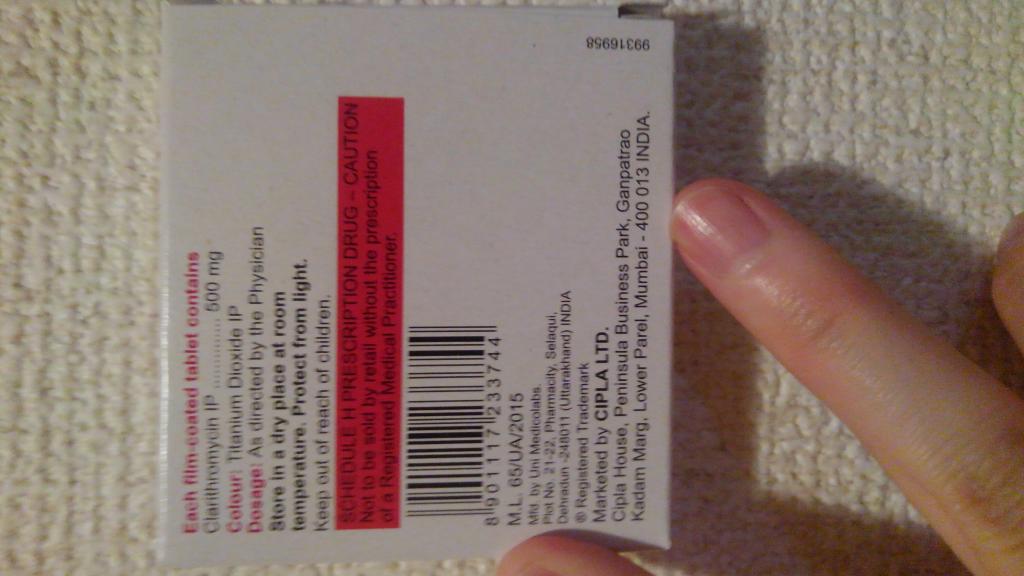 Each film-coated tablet contains
Clarithromycin IP ................ 500 mg
Colour: Titanium Dioxide IP
Dosage: As directed by the Physician
Store in a dry place at room
temperature. Protect from light.
Keep out of reach of children.
SCHEDULE H PRESCRIPTION DRUG – CAUTION
Not to be sold by retail without the prescription
of a Registered Medical Practitioner.
8 901117 233744
M.L. 65/UA/2015
Mfd. by Uni Medicolabs,
Plot No. 21-22, Pharmacity, Selaqui,
Dehradun -248011 (Uttarakhand) INDIA
® Registered Trademark
Marketed by CIPLA LTD.
Cipla House, Peninsula Business Park, Ganpatrao
Kadam Marg, Lower Parel, Mumbai - 400 013 INDIA.
99316958